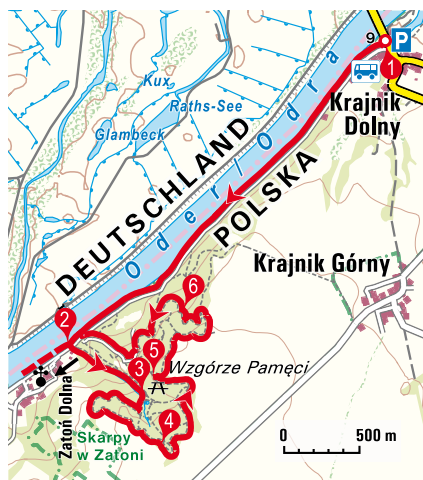 9
P
1
Kux
Raths-See
Glambeck
Krajnik
Dolny
DEUTSCHLAND
Oder/Odra
POLSKA
Krajnik Górny
6
2
5
3
Wzgórze Pamięci
4
Zatoń Dolna
Skarpy
w Zatoni
0 500 m